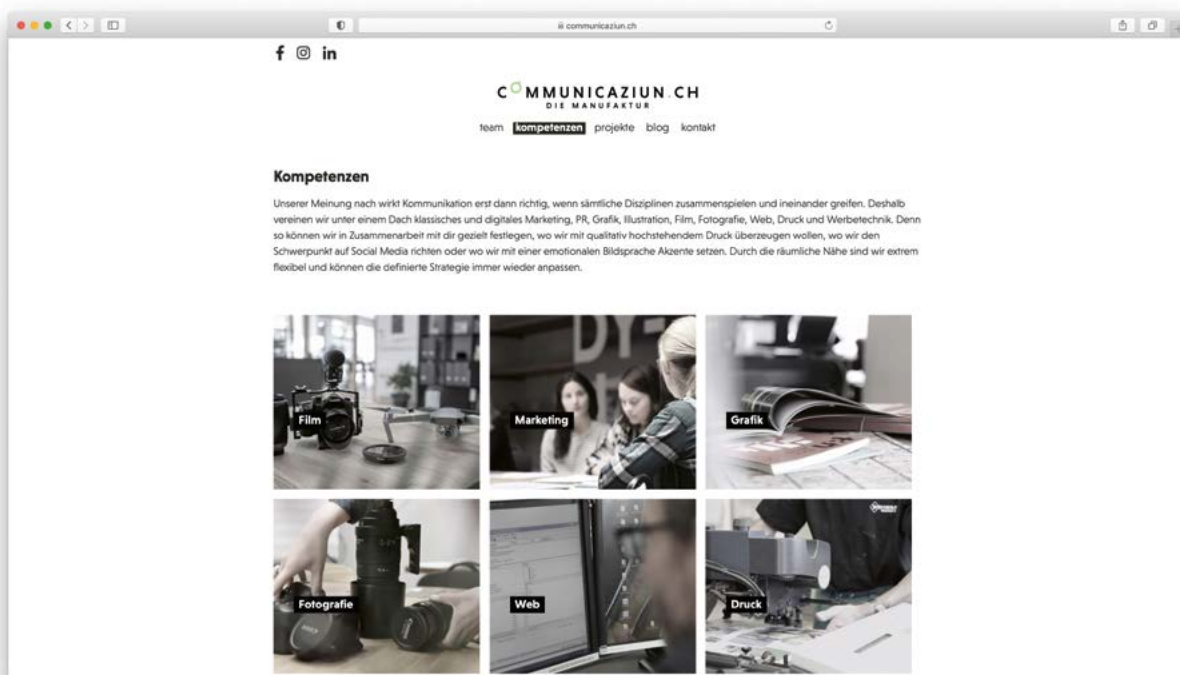 communicaziun.ch
COMMUNICAZIUN.CH
DIE MANUFAKTUR
team kompetenzen projekte blog kontakt
Kompetenzen
Unserer Meinung nach wirkt Kommunikation erst dann richtig, wenn sämtliche Disziplinen zusammenspielen und ineinander greifen. Deshalb
vereinen wir unter einem Dach klassisches und digitales Marketing, PR, Grafik, Illustration, Film, Fotografie, Web, Druck und Werbetechnik. Denn
so können wir in Zusammenarbeit mit dir gezielt festlegen, wo wir mit qualitativ hochstehendem Druck überzeugen wollen, wo wir den
Schwerpunkt auf Social Media richten oder wo wir mit einer emotionalen Bildsprache Akzente setzen. Durch die räumliche Nähe sind wir extrem
flexibel und können die definierte Strategie immer wieder anpassen.
DY-
Film
Marketing
Grafik
Fotografie
Web
Druck